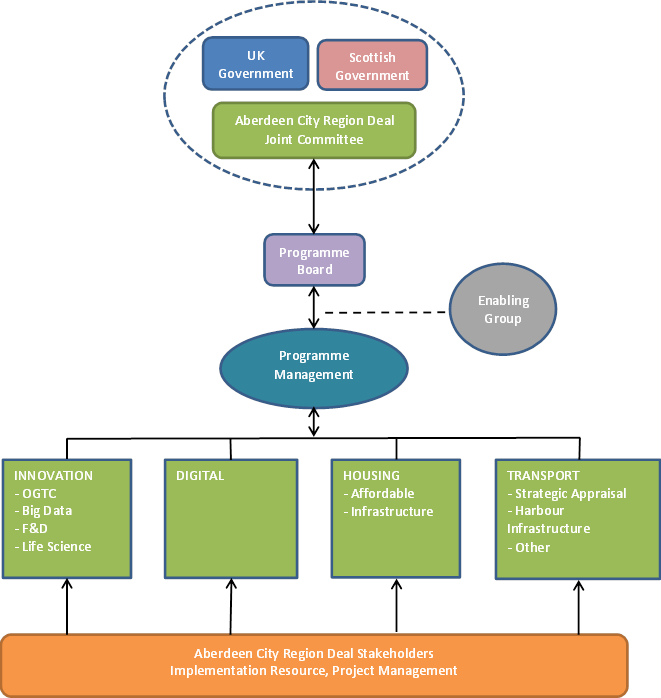 UK
Government
Scottish
Government
Aberdeen City Region Deal
Joint Committee
Programme
Board
Enabling
Group
Programme
Management
INNOVATION
- OGTC
- Big Data
- F&D
- Life Science
DIGITAL
HOUSING
- Affordable
- Infrastructure
TRANSPORT
- Strategic Appraisal
- Harbour
Infrastructure
- Other
Aberdeen City Region Deal Stakeholders
Implementation Resource, Project Management